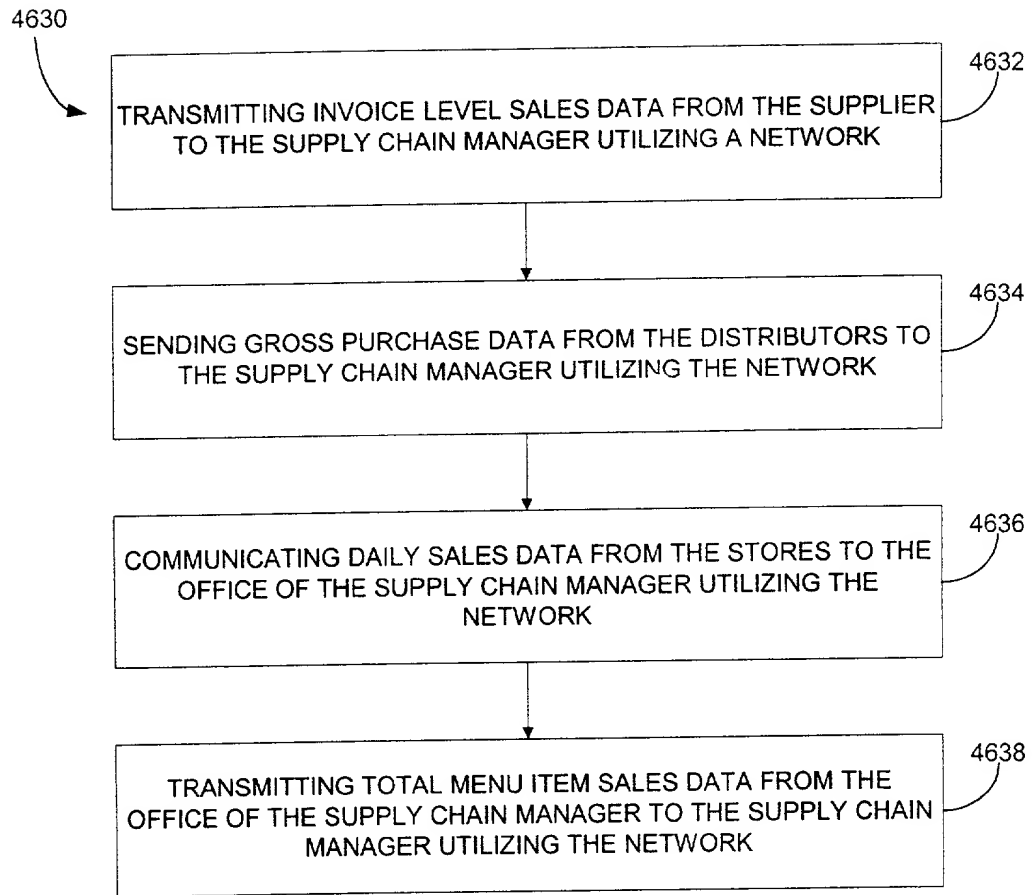 4630
4632
TRANSMITTING INVOICE LEVEL SALES DATA FROM THE SUPPLIER
TO THE SUPPLY CHAIN MANAGER UTILIZING A NETWORK
4634
SENDING GROSS PURCHASE DATA FROM THE DISTRIBUTORS TO
THE SUPPLY CHAIN MANAGER UTILIZING THE NETWORK
4636
COMMUNICATING DAILY SALES DATA FROM THE STORES TO THE
OFFICE OF THE SUPPLY CHAIN MANAGER UTILIZING THE
NETWORK
4638
TRANSMITTING TOTAL MENU ITEM SALES DATA FROM THE
OFFICE OF THE SUPPLY CHAIN MANAGER TO THE SUPPLY CHAIN
MANAGER UTILIZING THE NETWORK